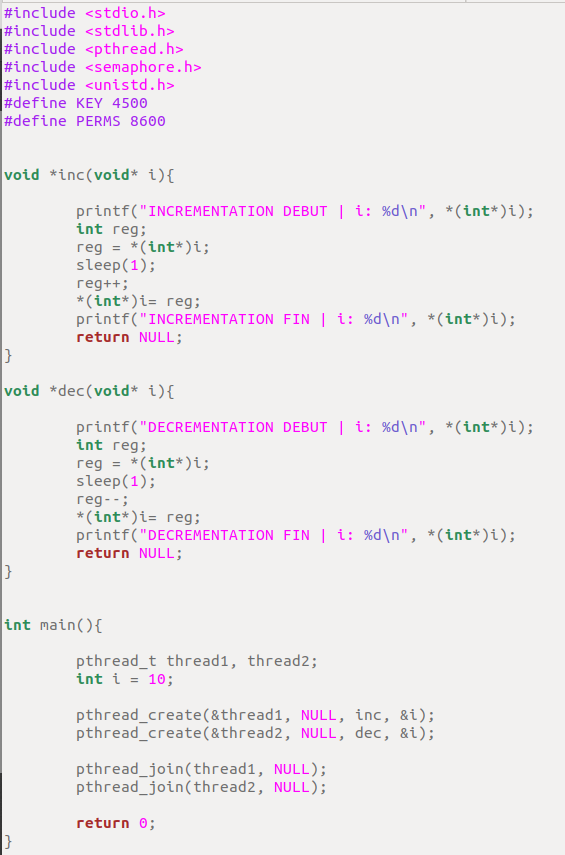 #include <stdio.h>
#include <stdlib.h>
#include <pthread.h>
#include <semaphore.h>
#include <unistd.h>
#define KEY 4500
#define PERMS 8600
void *inc(void* i){
printf("INCREMENTATION DEBUT | i: %d\n", *(int*)i);
int reg;
reg = *(int*)i;
sleep(1);
reg++;
*(int*)i= reg;
printf("INCREMENTATION FIN | i: %d\n", *(int*)i);
return NULL;
}
void *dec(void* i){
printf("DECREMENTATION DEBUT | i: %d\n", *(int*)i);
int reg;
reg = *(int*)i;
sleep(1);
reg--;
*(int*)i= reg;
printf("DECREMENTATION FIN | i: %d\n", *(int*)i);
return NULL;
}
int main(){
pthread_t thread1, thread2;
int i = 10;
pthread_create(&thread1, NULL, inc, &i);
pthread_create(&thread2, NULL, dec, &i);
pthread_join(thread1, NULL);
pthread_join(thread2, NULL);
return 0;
}